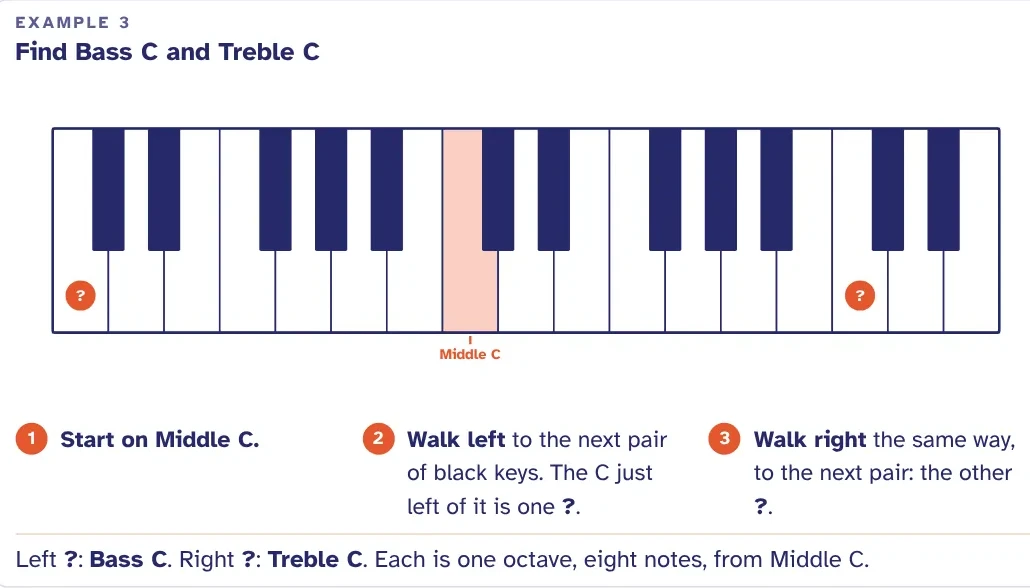 EXAMPLE 3
Find Bass C and Treble C
?
?
Middle C
1 Start on Middle C.
2 Walk left to the next pair
of black keys. The C just
left of it is one ?.
3 Walk right the same way,
to the next pair: the other
?.
Left ?: Bass C. Right ?: Treble C. Each is one octave, eight notes, from Middle C.